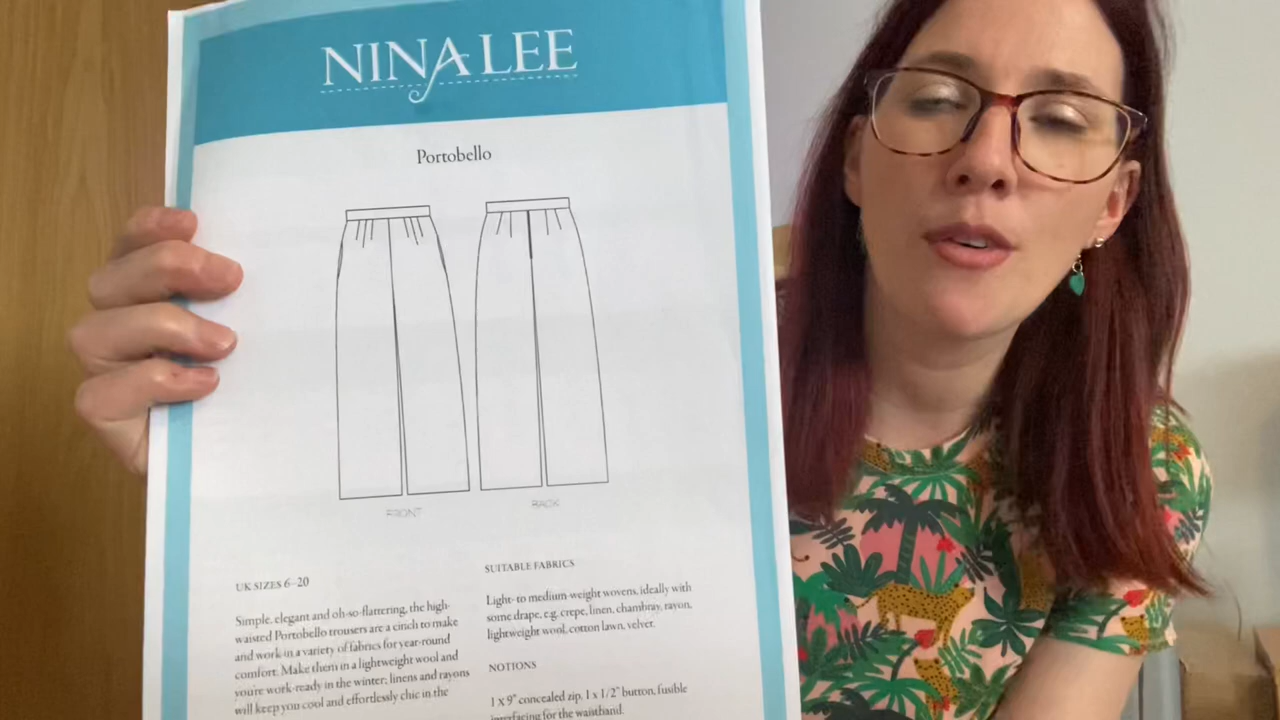 NINA LEE
Portobello
FRONT
BACK
UK SIZES 6-20
Simple, elegant and oh-so-flattering, the high-
waisted Portobello trousers are a cinch to make
and work in a variety of fabrics for year-round
comfort. Make them in a lightweight wool and
you're work-ready in the winter; linens and rayons
will keep you cool and effortlessly chic in the
SUITABLE FABRICS
Light- to medium-weight wovens, ideally with
some drape, e.g. crepe, linen, chambray, rayon,
lightweight wool, cotton lawn, velvet.
NOTIONS
1 x 9" concealed zip, 1 x 1/2" button, fusible
interfacing for the waistband.